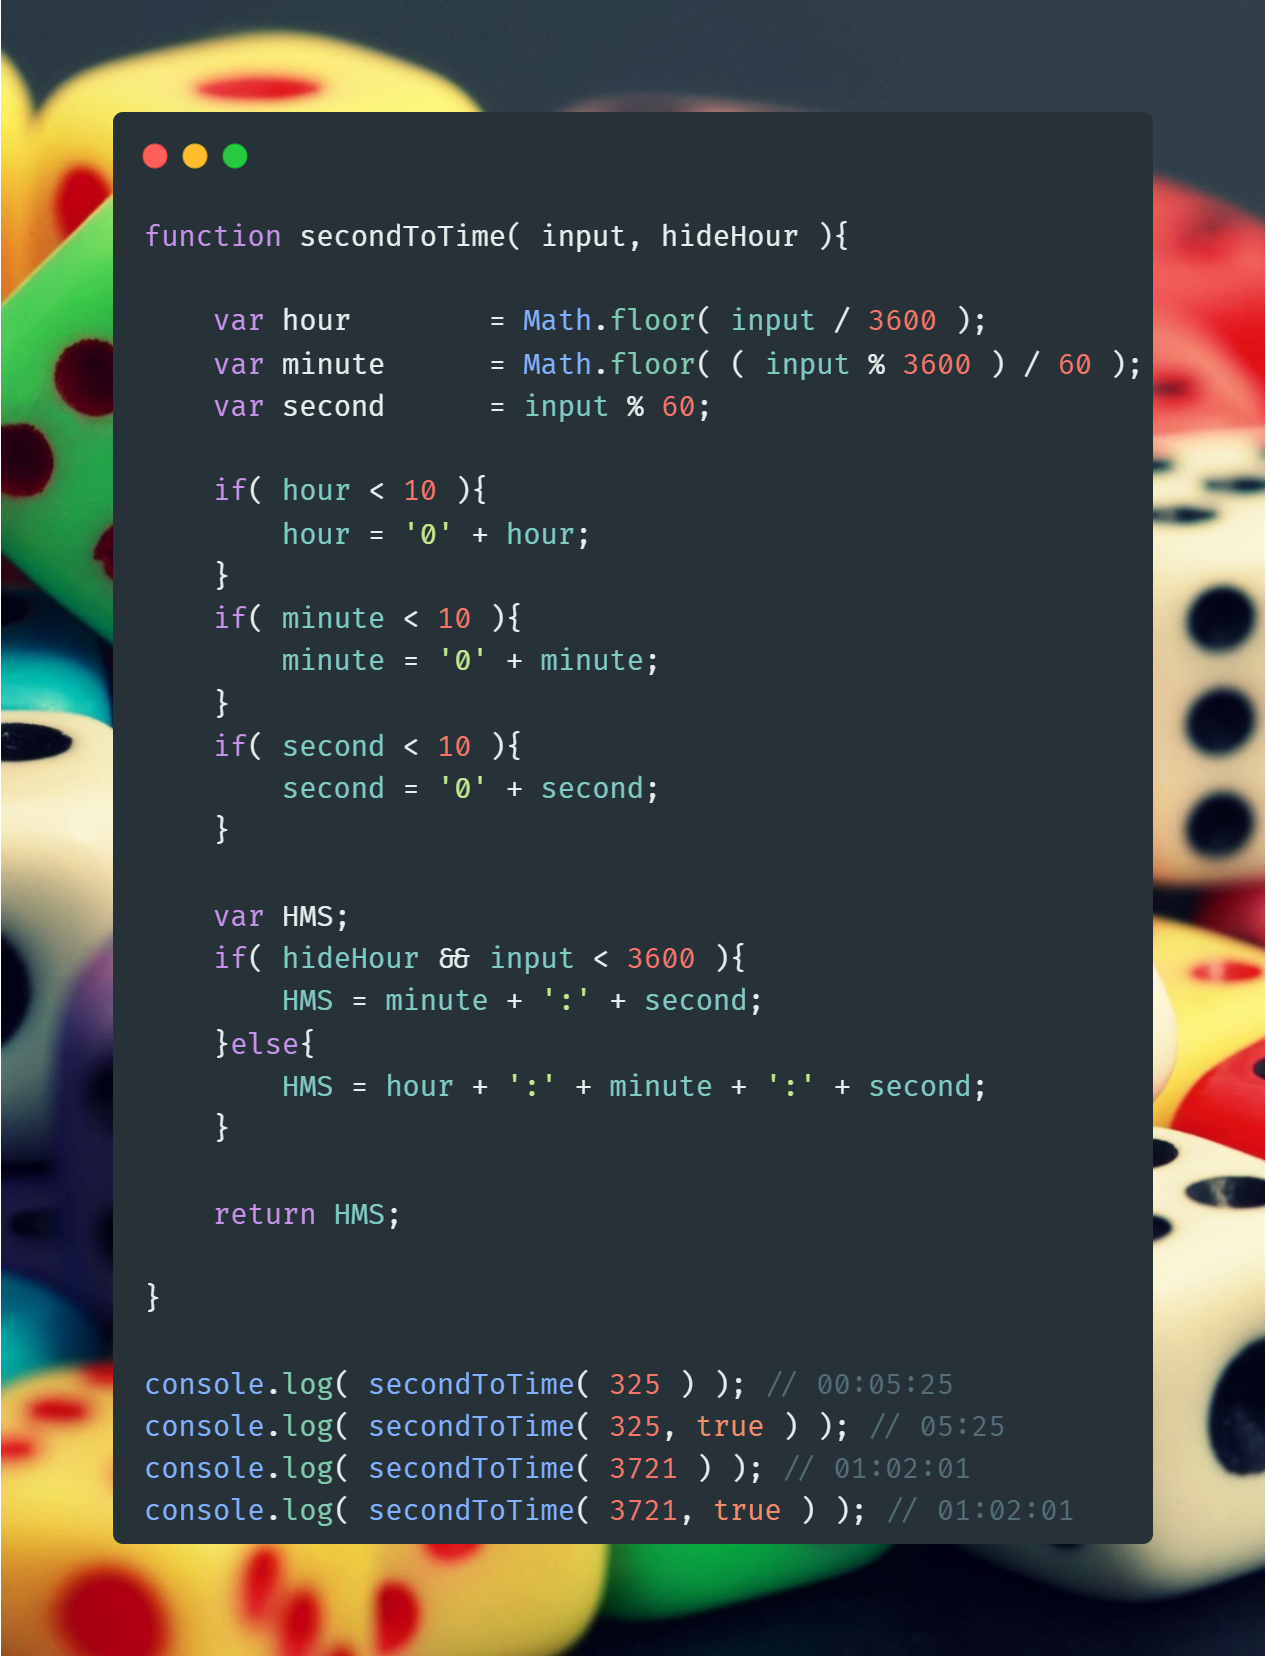 function secondToTime( input, hideHour ){
    var hour        = Math.floor( input / 3600 );
    var minute      = Math.floor( ( input % 3600 ) / 60 );
    var second      = input % 60;
    if( hour < 10 ){
        hour = '0' + hour;
    }
    if( minute < 10 ){
        minute = '0' + minute;
    }
    if( second < 10 ){
        second = '0' + second;
    }
    var HMS;
    if( hideHour && input < 3600 ){
        HMS = minute + ':' + second;
    }else{
        HMS = hour + ':' + minute + ':' + second;
    }
    return HMS;
}
console.log( secondToTime( 325 ) ); // 00:05:25
console.log( secondToTime( 325, true ) ); // 05:25
console.log( secondToTime( 3721 ) ); // 01:02:01
console.log( secondToTime( 3721, true ) ); // 01:02:01